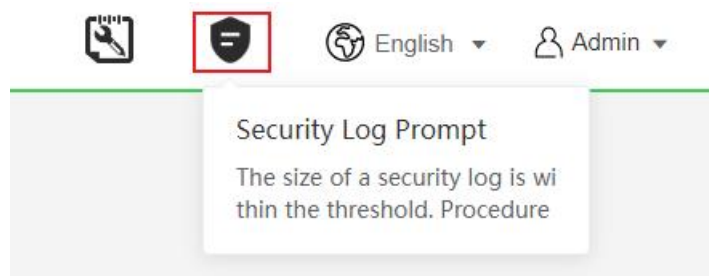 English
Admin
Security Log Prompt
The size of a security log is wi
thin the threshold. Procedure